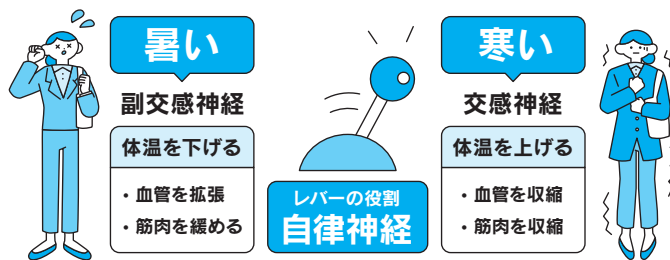 暑い
副交感神経
体温を下げる
・血管を拡張
・筋肉を緩める
レバーの役割
自律神経
寒い
交感神経
体温を上げる
・血管を収縮
・筋肉を収縮